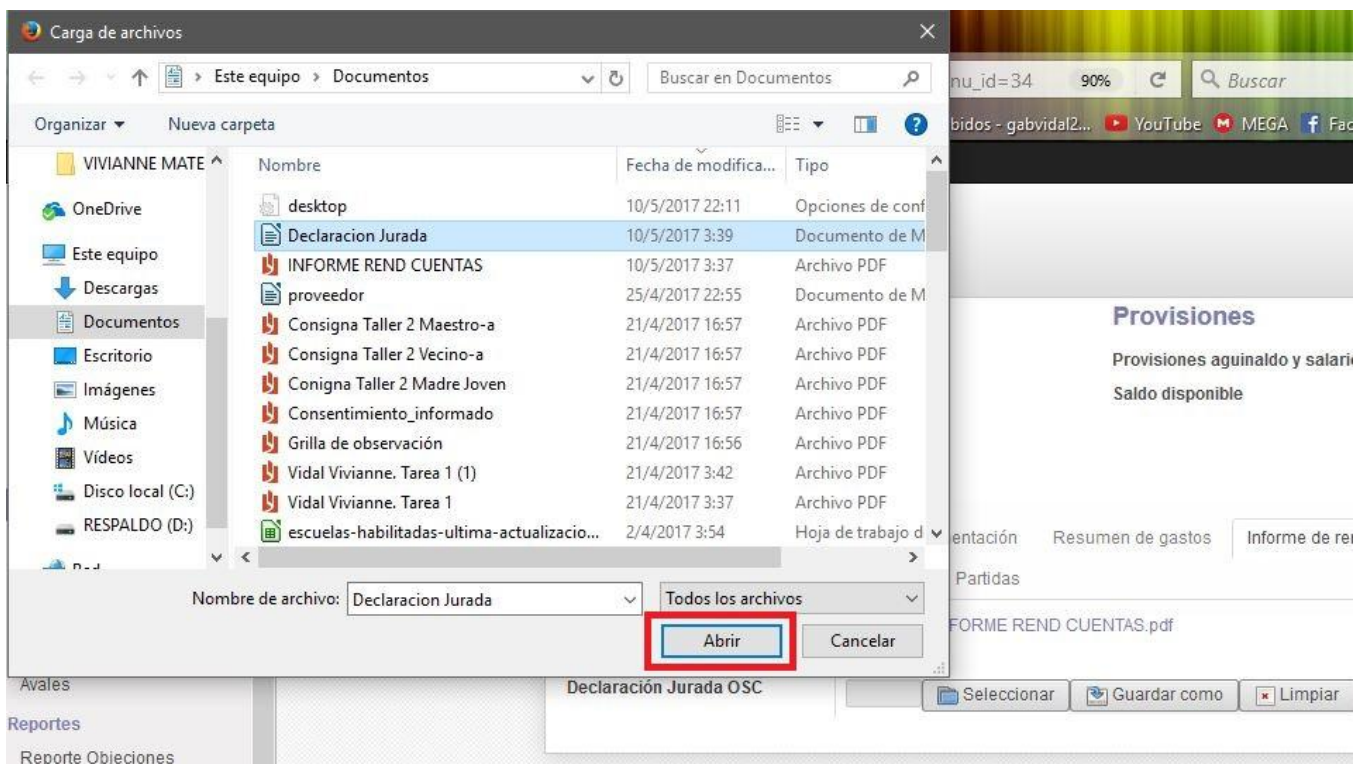 Carga de archivos
Este equipo > Documentos
Buscar en Documentos
nu_id=34
90%
Buscar
Organizar
Nueva carpeta
bidos - gabvidal2...
YouTube
MEGA
Fac
VIVIANNE MATE
Nombre
Fecha de modifica...
Tipo
OneDrive
Este equipo
Descargas
Documentos
Escritorio
Imágenes
Música
Vídeos
Disco local (C:)
RESPALDO (D:)
desktop 10/5/2017 22:11 Opciones de conf
Declaracion Jurada 10/5/2017 3:39 Documento de M
INFORME REND CUENTAS 10/5/2017 3:37 Archivo PDF
proveedor 25/4/2017 22:55 Documento de M
Consigna Taller 2 Maestro-a 21/4/2017 16:57 Archivo PDF
Consigna Taller 2 Vecino-a 21/4/2017 16:57 Archivo PDF
Conigna Taller 2 Madre Joven 21/4/2017 16:57 Archivo PDF
Consentimiento_informado 21/4/2017 16:57 Archivo PDF
Grilla de observación 21/4/2017 16:56 Archivo PDF
Vidal Vivianne. Tarea 1 (1) 21/4/2017 3:42 Archivo PDF
Vidal Vivianne. Tarea 1 21/4/2017 3:37 Archivo PDF
escuelas-habilitadas-ultima-actualizacio... 2/4/2017 3:54 Hoja de trabajo d
Nombre de archivo: Declaracion Jurada
Todos los archivos
Abrir
Cancelar
Provisiones
Provisiones aguinaldo y salari
Saldo disponible
entación
Resumen de gastos
Informe de re
Partidas
FORME REND CUENTAS.pdf
Avales
Declaración Jurada OSC
Seleccionar
Guardar como
Limpiar
Reportes
Reporte Objeciones